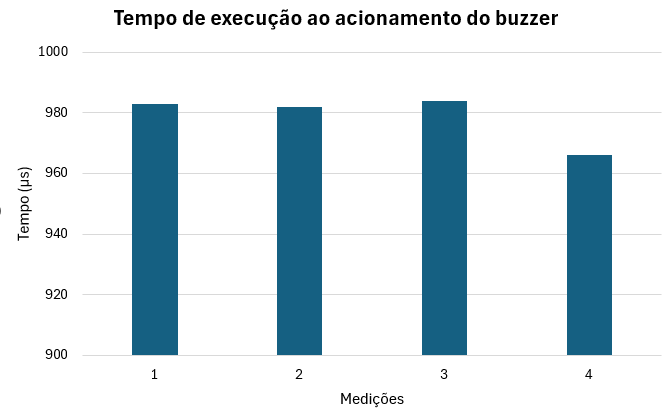 Tempo de execução ao acionamento do buzzer
1000
980
960
940
920
900
Tempo (µs)
1 2 3 4
Medições